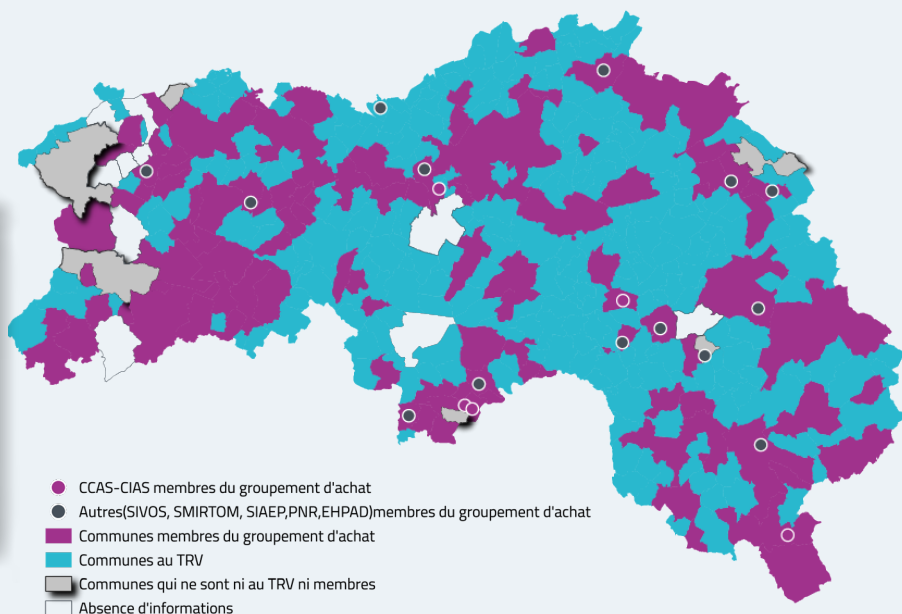 CCAS-CIAS membres du groupement d'achat
Autres(SIVOS, SMIRTOM, SIAEP,PNR,EHPAD)membres du groupement d'achat
Communes membres du groupement d'achat
Communes au TRV
Communes qui ne sont ni au TRV ni membres
Absence d'informations